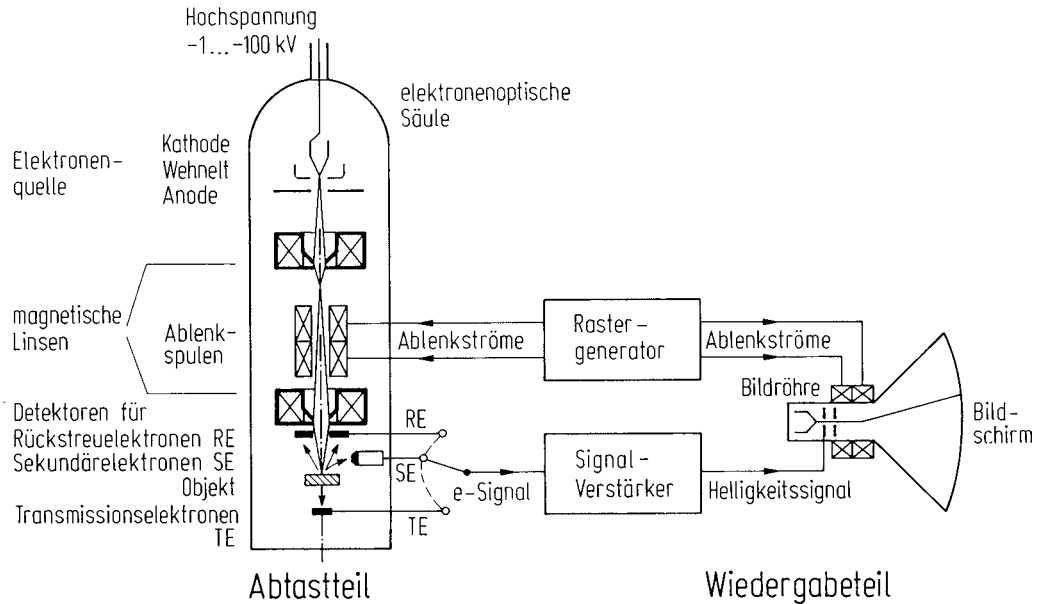 Hochspannung
-1 ... -100 kV
elektronenoptische
Säule
Elektronen-
quelle
Kathode
Wehnelt
Anode
magnetische
Linsen
Ablenk-
spulen
Ablenkströme
Raster-
generator
Ablenkströme
Bildröhre
Bild-
schirm
Detektoren für
Rückstreuelektronen RE
Sekundärelektronen SE
Objekt
Transmissionselektronen
TE
RE
SE
TE
e-Signal
Signal-
Verstärker
Helligkeitssignal
Abtastteil
Wiedergabeteil